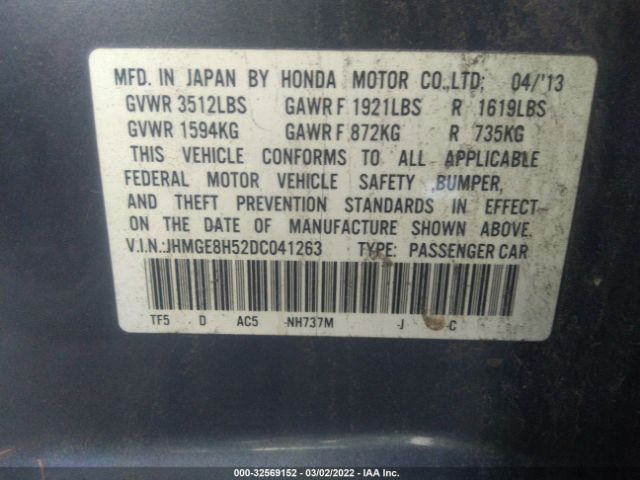 MFD. IN JAPAN BY HONDA MOTOR CO.,LTD; 04/'13
GVWR 3512LBS GAWR F 1921LBS R 1619LBS
GVWR 1594KG GAWR F 872KG R 735KG
THIS VEHICLE CONFORMS TO ALL APPLICABLE
FEDERAL MOTOR VEHICLE SAFETY ,BUMPER,
AND THEFT PREVENTION STANDARDS IN EFFECT
ON THE DATE OF MANUFACTURE SHOWN ABOVE.
V.I.N.:JHMGE8H52DC041263 TYPE: PASSENGER CAR
TF5 D AC5 -NH737M -J -C
000-32569152 - 03/02/2022 - IAA Inc.